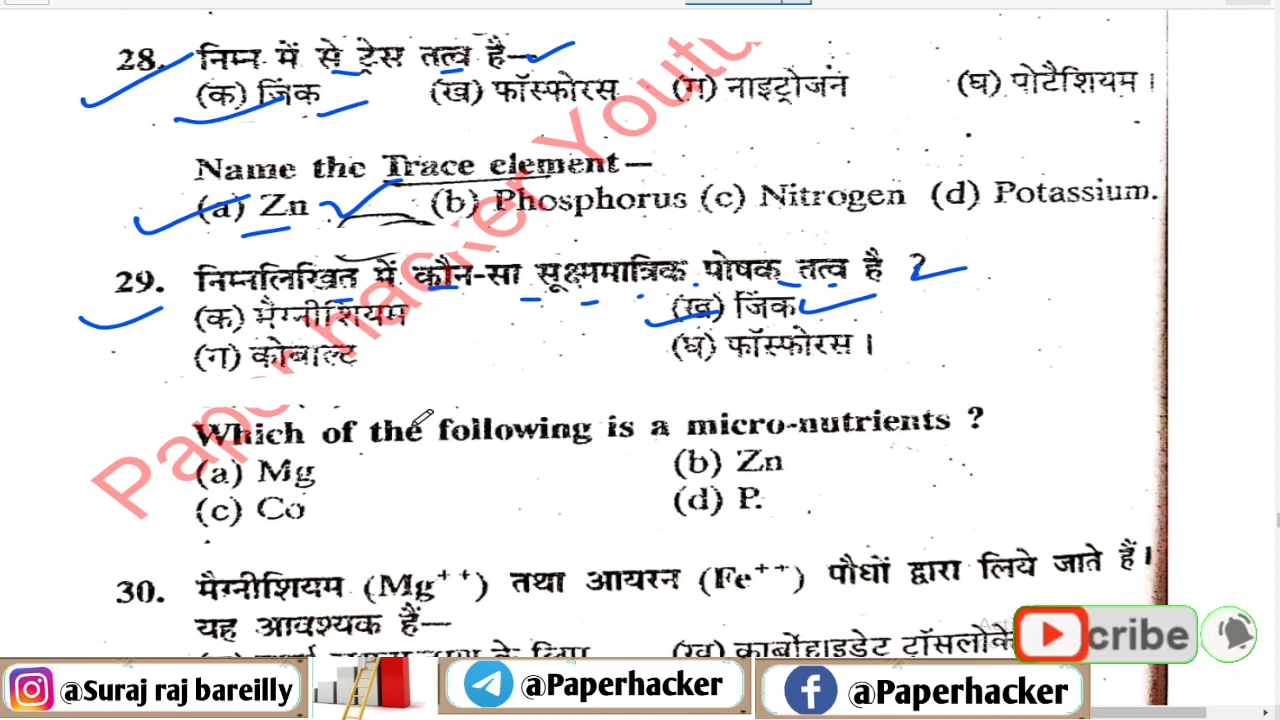 28. निम्न में से ट्रेस तत्व है—
(क) जिंक (ख) फॉस्फोरस (ग) नाइट्रोजन (घ) पोटैशियम।
Name the Trace element—
(a) Zn (b) Phosphorus (c) Nitrogen (d) Potassium.
29. निम्नलिखित में कौन-सा सूक्ष्ममात्रिक पोषक तत्व है ?
(क) मैग्नीशियम (ख) जिंक
(ग) कोबाल्ट (घ) फॉस्फोरस।
Which of the following is a micro-nutrients ?
(a) Mg (b) Zn
(c) Co (d) P.
30. मैग्नीशियम (Mg⁺⁺) तथा आयरन (Fe⁺⁺) पौधों द्वारा लिये जाते हैं।
यह आवश्यक हैं—
के लिए (ख) कार्बोहाइडेट
Paper hacker Youtu
cribe
@Suraj raj bareilly @Paperhacker @Paperhacker